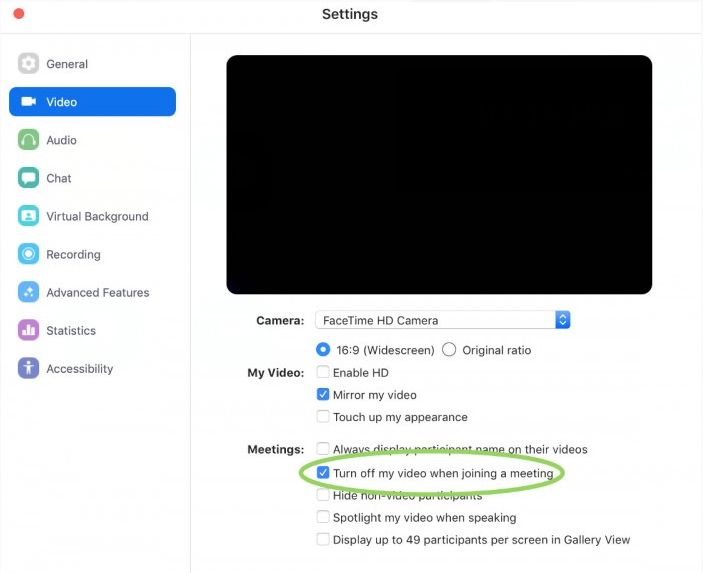 Settings
General
Video
Audio
Chat
Virtual Background
Recording
Advanced Features
Statistics
Accessibility
Camera: FaceTime HD Camera
16:9 (Widescreen) Original ratio
My Video: Enable HD
Mirror my video
Touch up my appearance
Meetings: Always display participant name on their videos
Turn off my video when joining a meeting
Hide non-video participants
Spotlight my video when speaking
Display up to 49 participants per screen in Gallery View